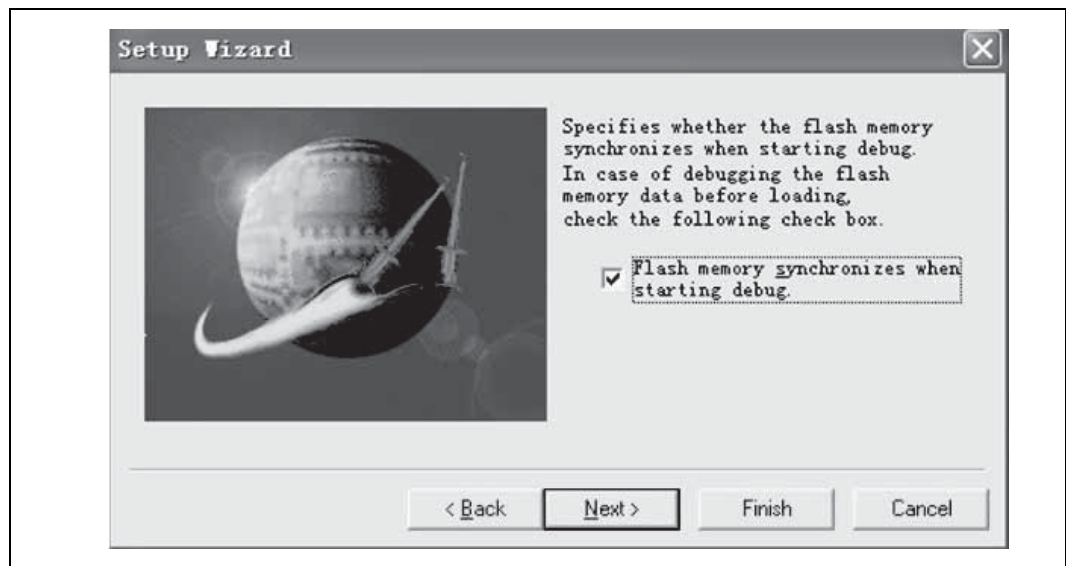 Setup Wizard
Specifies whether the flash memory
synchronizes when starting debug.
In case of debugging the flash
memory data before loading,
check the following check box.
Flash memory synchronizes when
starting debug.
< Back
Next >
Finish
Cancel